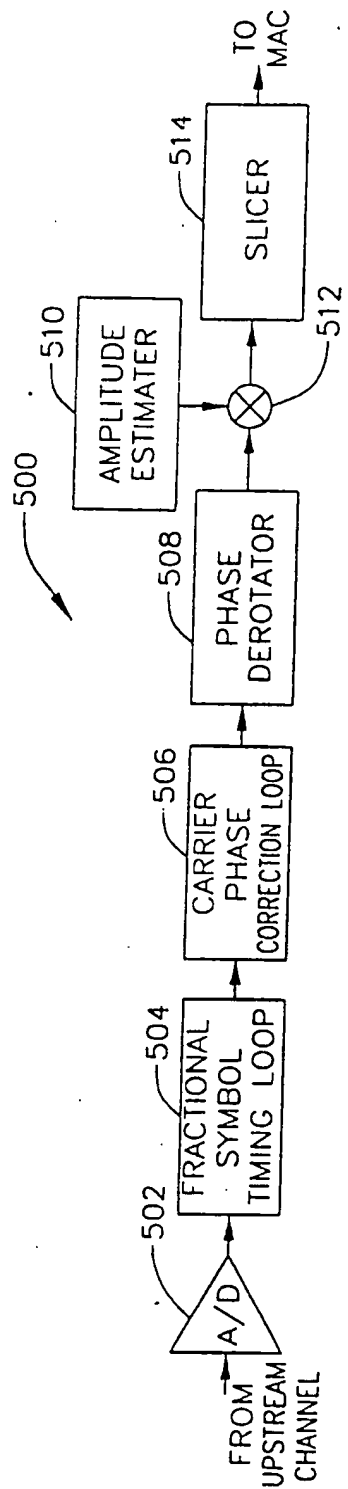 500
FROM
UPSTREAM
CHANNEL
502
A/D
504
FRACTIONAL
SYMBOL
TIMING LOOP
506
CARRIER
PHASE
CORRECTION LOOP
508
PHASE
DEROTATOR
510
AMPLITUDE
ESTIMATER
512
514
SLICER
TO
MAC